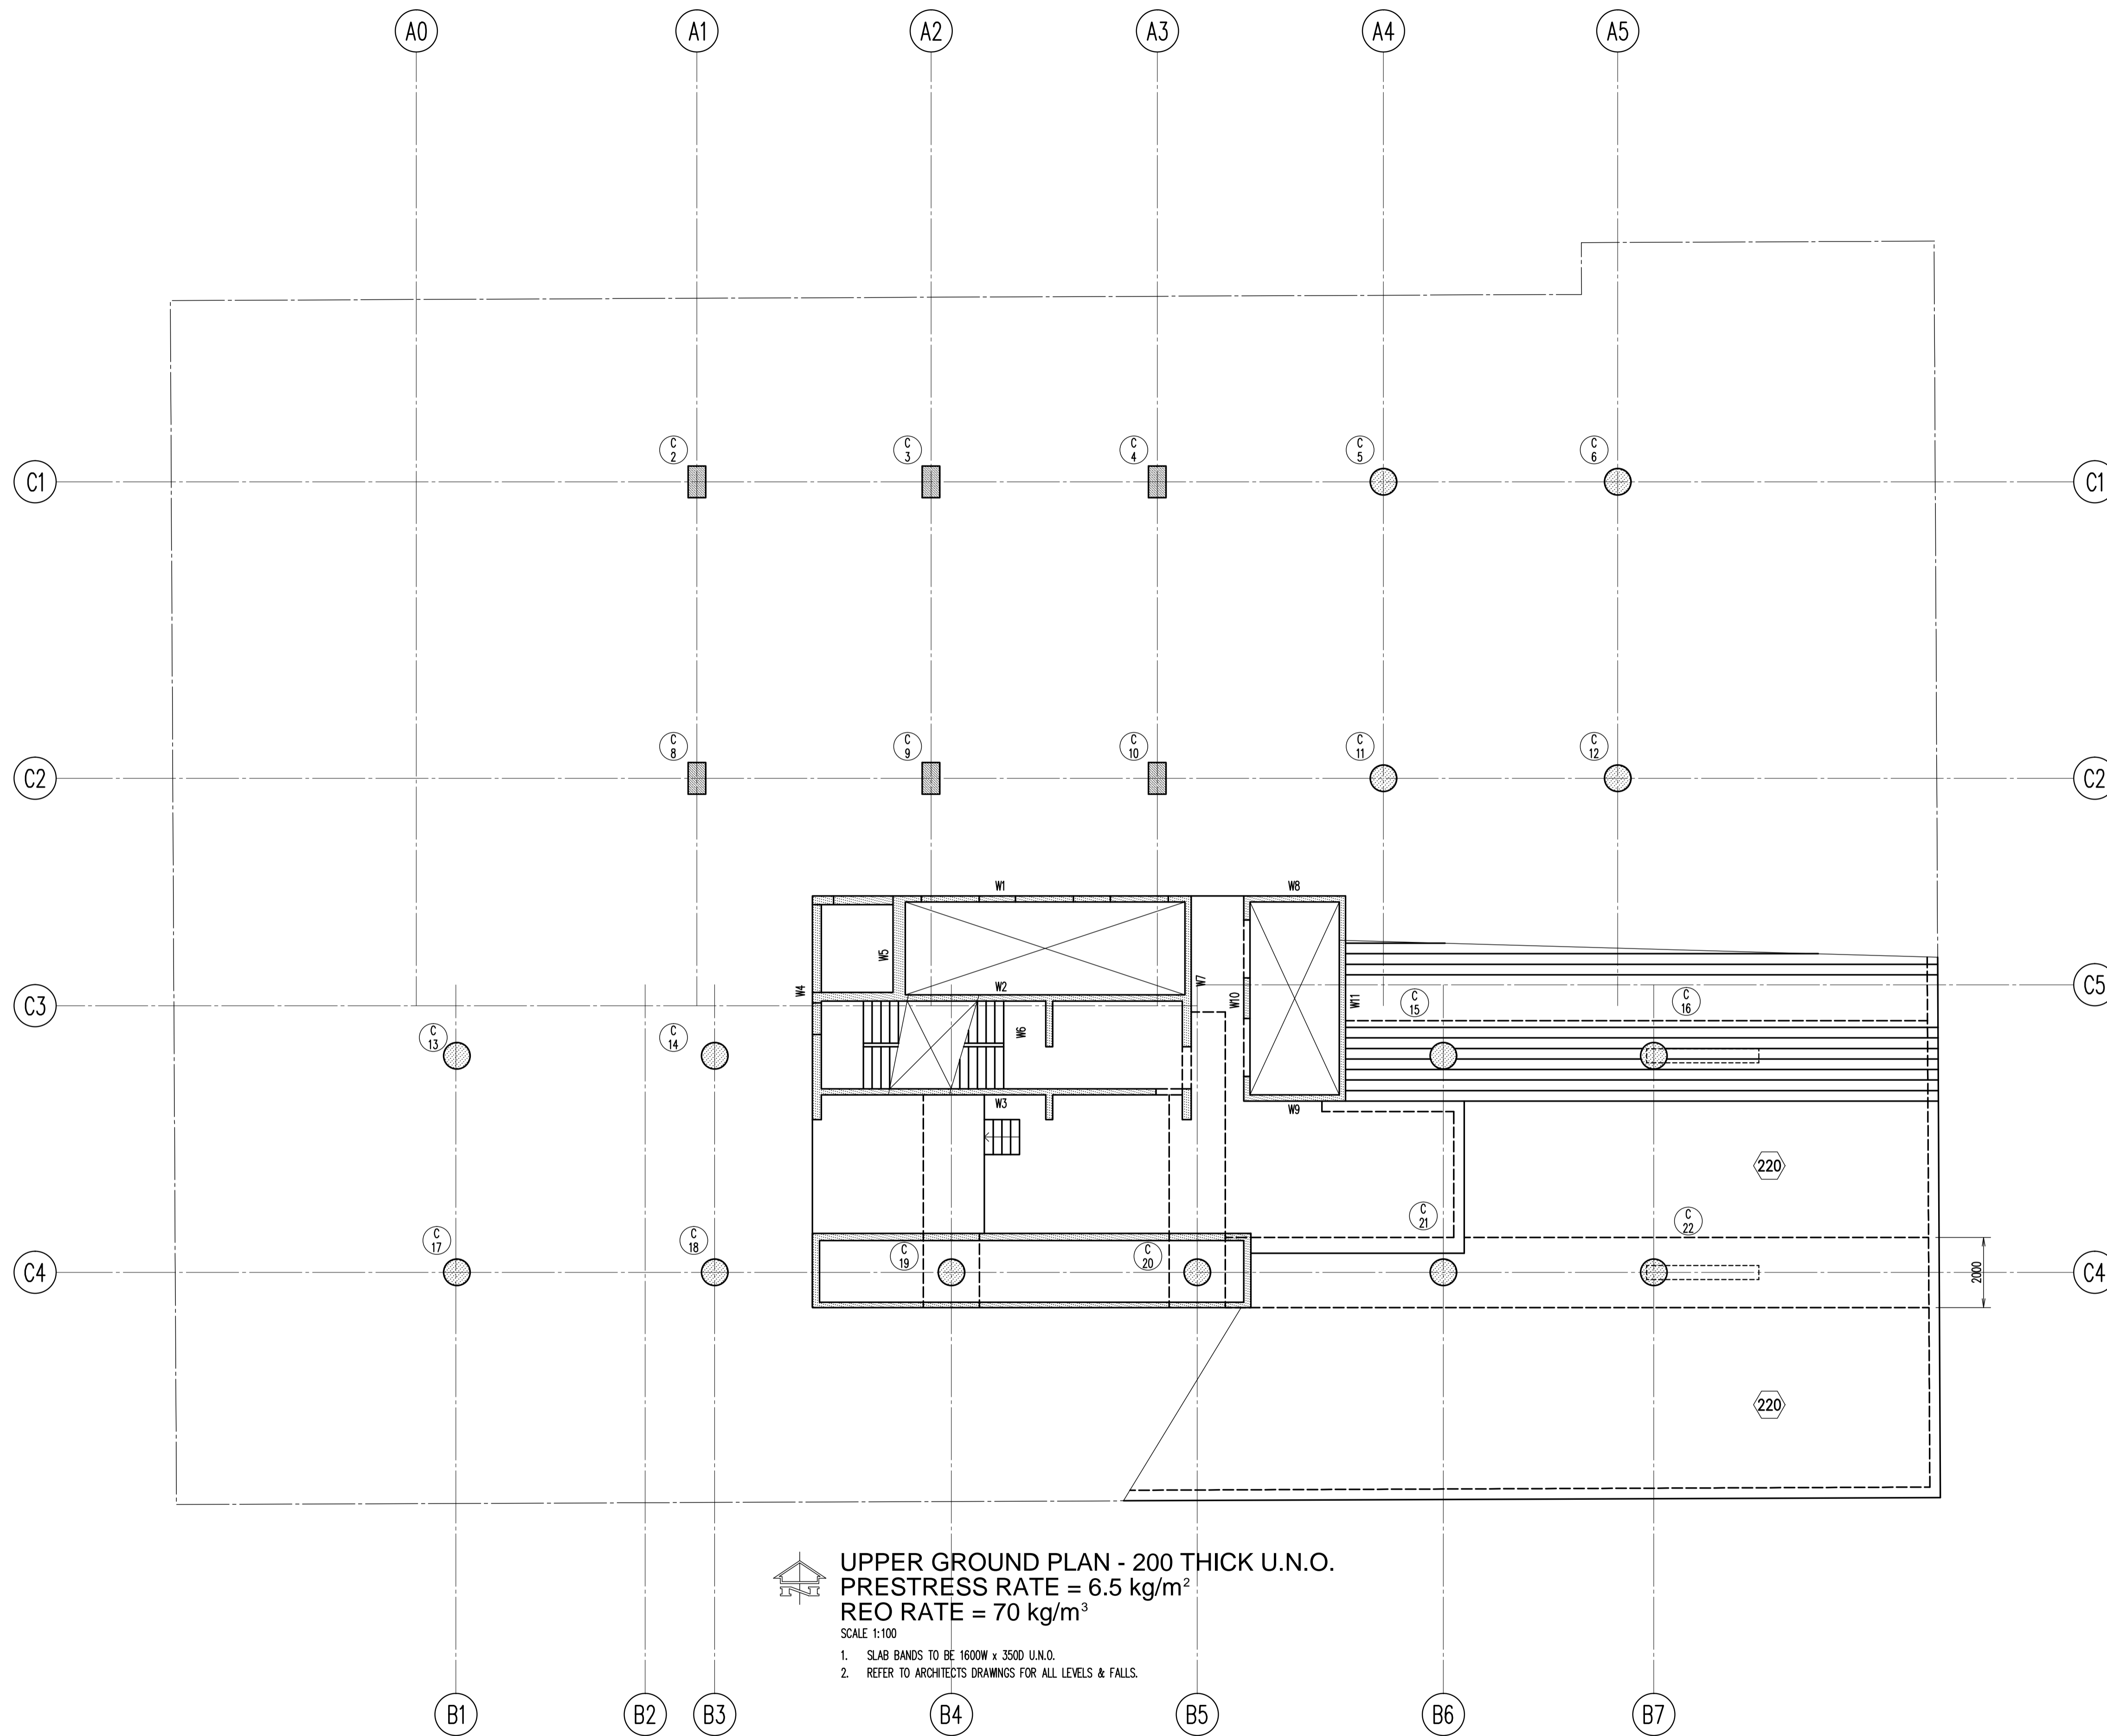 A0 A1 A2 A3 A4 A5
C 2
C 3
C 4
C 5
C 6
C1 C1
C 8
C 9
C 10
C 11
C 12
C2 C2
W1 W8
W5
W2
W7
W4
W10
W11
C3 C5
C 15
C 16
W6
C 13
C 14
W3 W9
220
C 21
C 22
C 17
C 18
C 19
C 20
C4 C4
2000
220
N
UPPER GROUND PLAN - 200 THICK U.N.O.
PRESTRESS RATE = 6.5 kg/m²
REO RATE = 70 kg/m³
SCALE 1:100
1. SLAB BANDS TO BE 1600W x 350D U.N.O.
2. REFER TO ARCHITECTS DRAWINGS FOR ALL LEVELS & FALLS.
B1 B2 B3 B4 B5 B6 B7